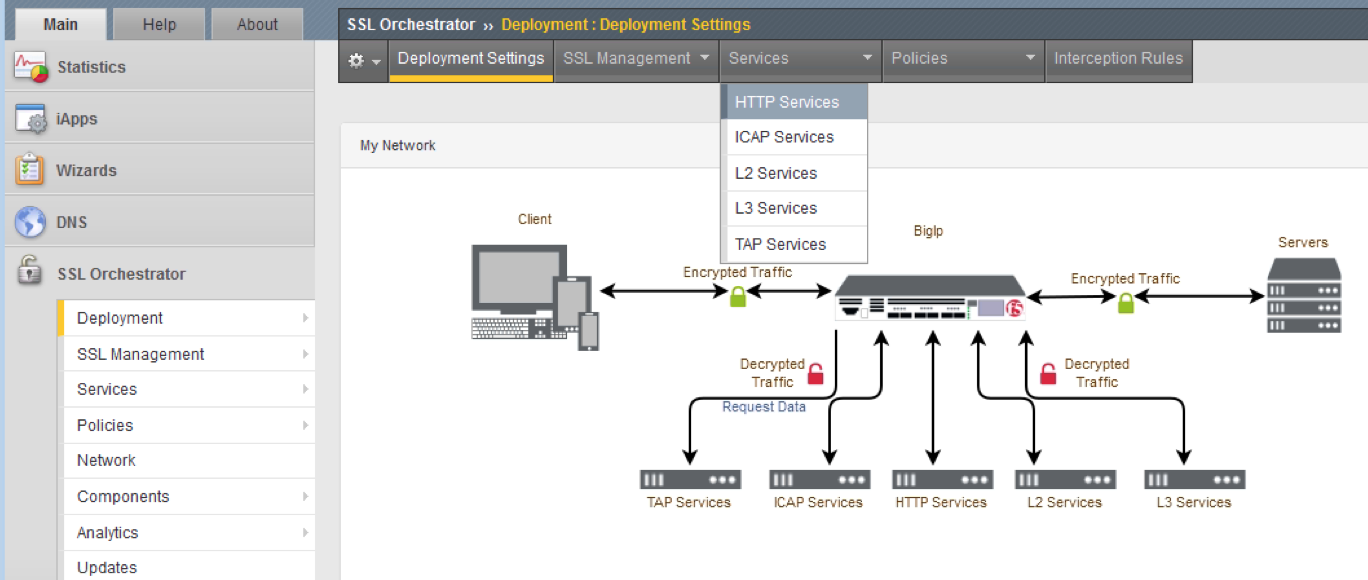 Main
Help
About
SSL Orchestrator ›› Deployment : Deployment Settings
Deployment Settings
SSL Management
Services
Policies
Interception Rules
Statistics
iApps
Wizards
DNS
SSL Orchestrator
Deployment
SSL Management
Services
Policies
Network
Components
Analytics
Updates
HTTP Services
ICAP Services
L2 Services
L3 Services
TAP Services
My Network
Client
BigIp
Servers
Encrypted Traffic
Encrypted Traffic
f5
Decrypted
Traffic
Request Data
Decrypted
Traffic
TAP Services
ICAP Services
HTTP Services
L2 Services
L3 Services